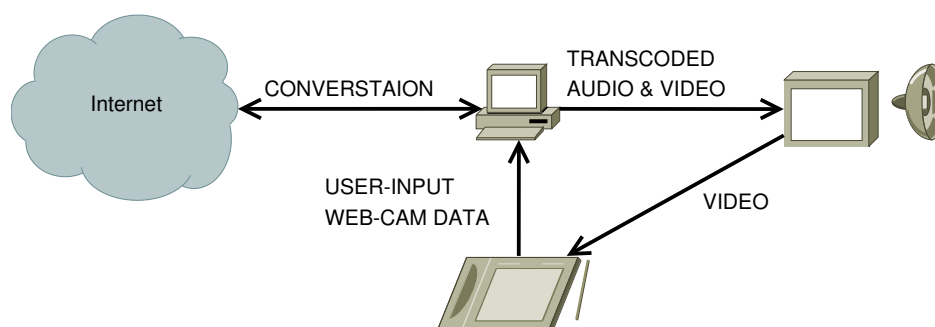 Internet
CONVERSTAION
TRANSCODED
AUDIO & VIDEO
USER-INPUT
WEB-CAM DATA
VIDEO